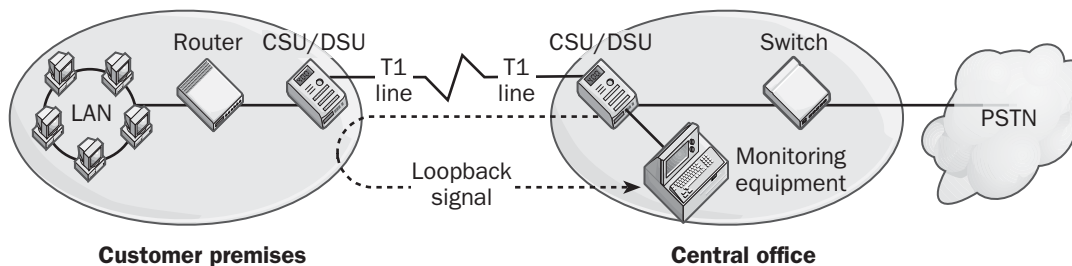 Router
CSU/DSU
LAN
T1
line
T1
line
CSU/DSU
Switch
PSTN
Loopback
signal
Monitoring
equipment
Customer premises
Central office